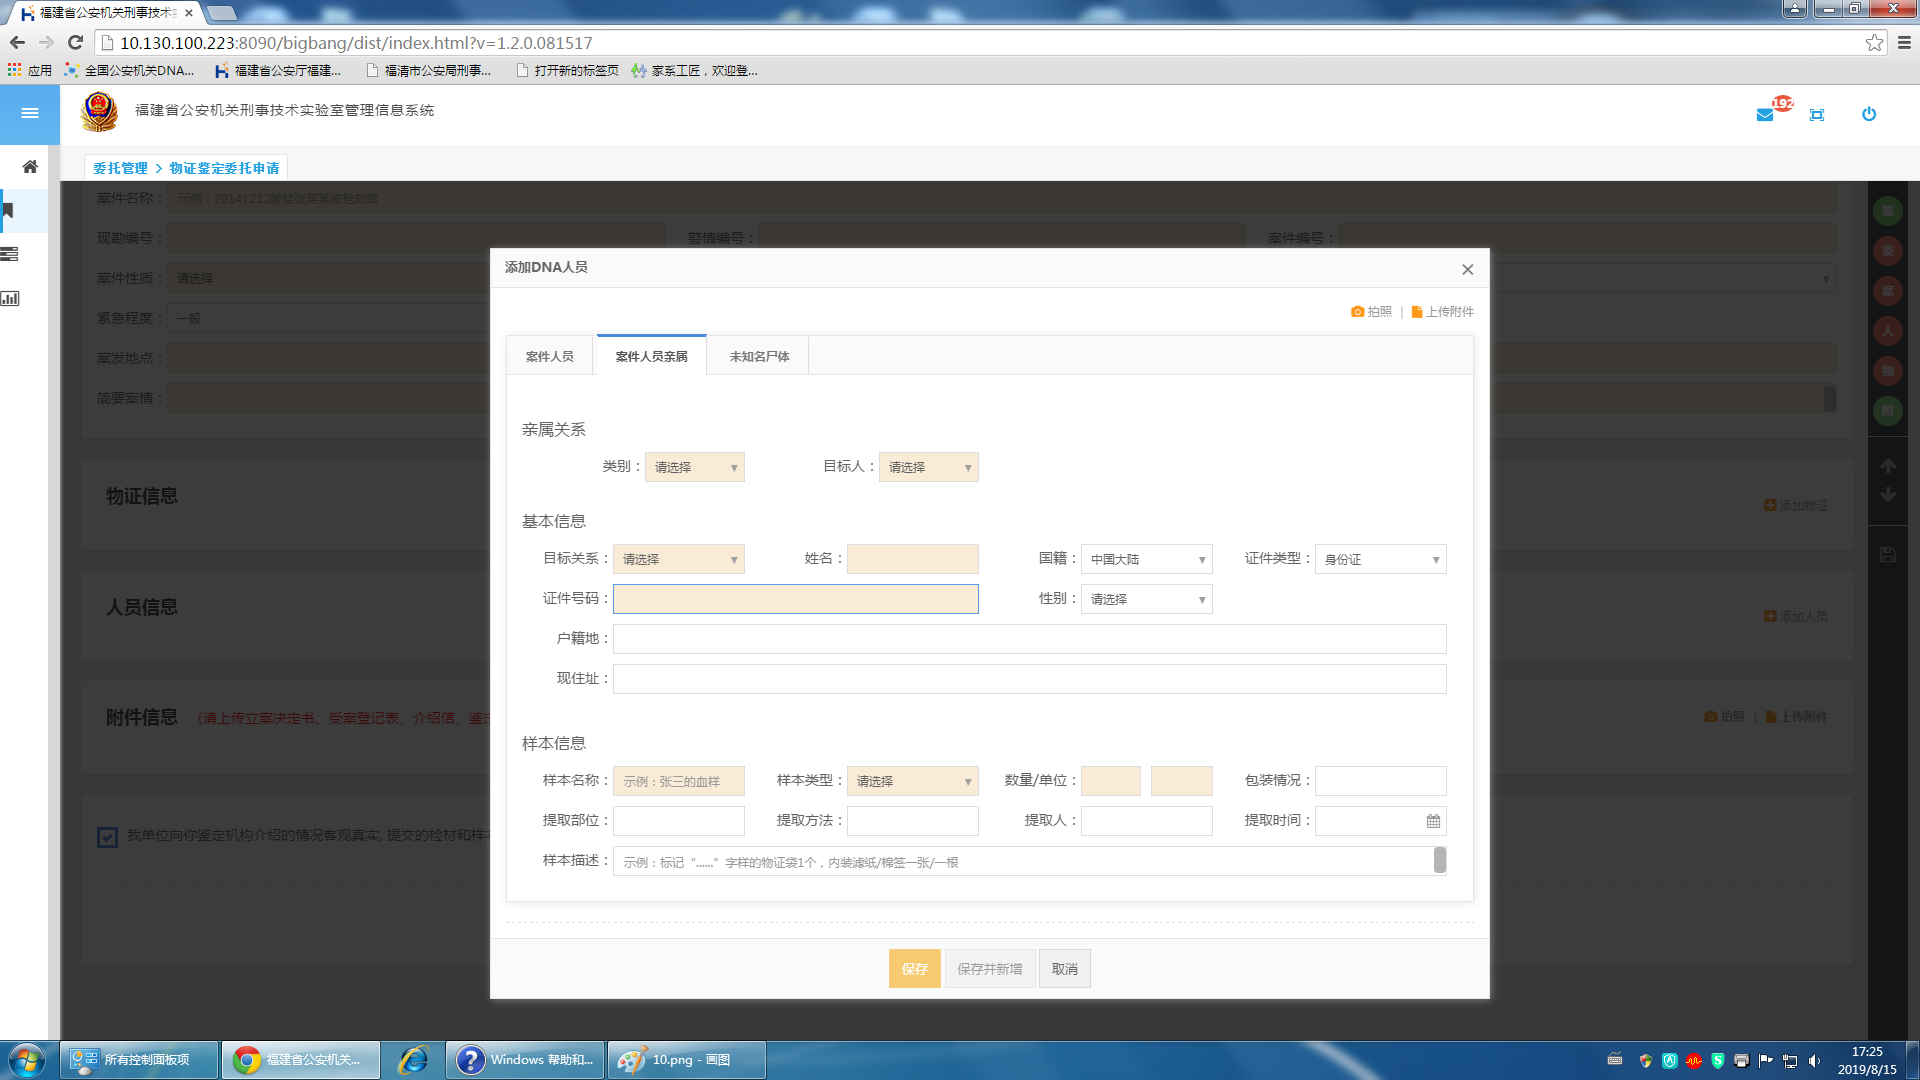 福建省公安机关刑事技术
10.130.100.223:8090/bigbang/dist/index.html?v=1.2.0.081517
应用 全国公安机关DNA... 福建省公安厅福建... 福清市公安局刑事... 打开新的标签页 家系工匠，欢迎登...
福建省公安机关刑事技术实验室管理信息系统
192
委托管理 > 物证鉴定委托申请
案件名称： 示例：20141212鼓楼张某某被抢劫案
现勘编号： 警情编号： 案件编号：
案件性质： 请选择
紧急程度： 一般
案发地点：
简要案情：
委
案
人
物
附
添加DNA人员
拍照 | 上传附件
案件人员 案件人员亲属 未知名尸体
亲属关系
类别： 请选择 目标人： 请选择
基本信息
目标关系： 请选择 姓名： 国籍： 中国大陆 证件类型： 身份证
证件号码： 性别： 请选择
户籍地：
现住址：
样本信息
样本名称： 示例：张三的血样 样本类型： 请选择 数量/单位： 包装情况：
提取部位： 提取方法： 提取人： 提取时间：
样本描述： 示例：标记“......”字样的物证袋1个，内装滤纸/棉签一张/一根
保存 保存并新增 取消
物证信息 添加物证
人员信息 添加人员
附件信息 (请上传立案决定书、受案登记表、介绍信、鉴定 拍照 | 上传附件
我单位向你鉴定机构介绍的情况客观真实, 提交的检材和样本
所有控制面板项 福建省公安机关... Windows 帮助和... 10.png - 画图
17:25
2019/8/15